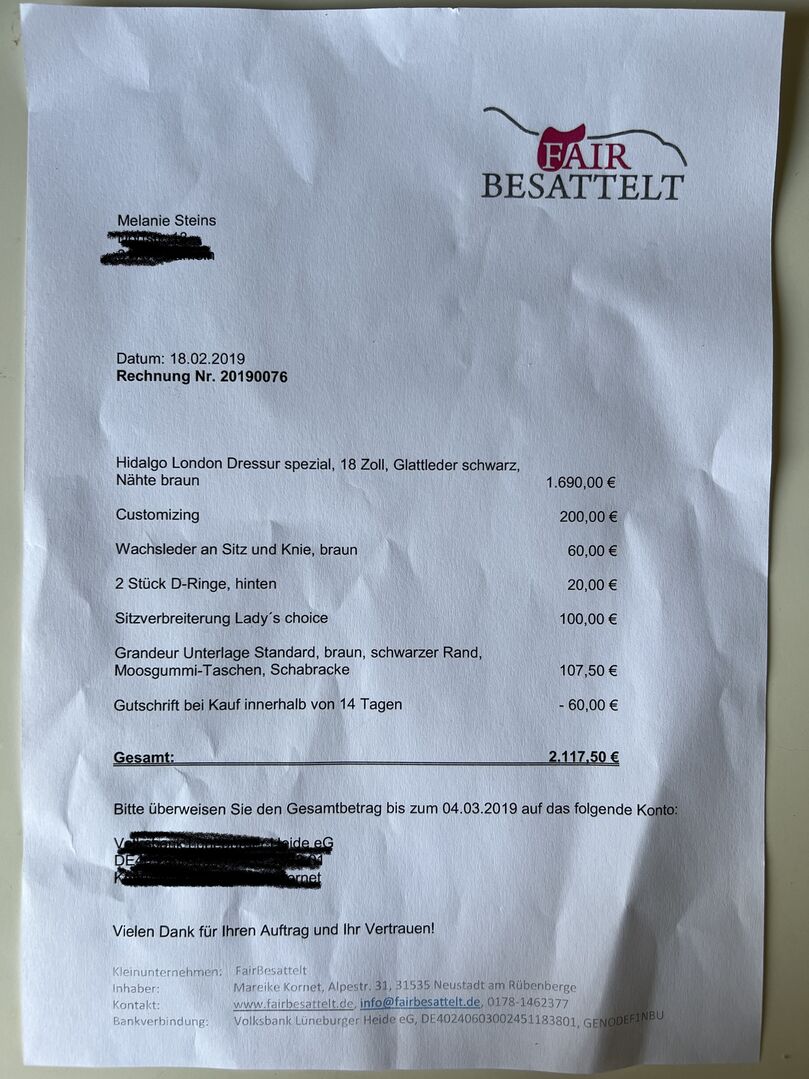 FAIR
BESATTELT
Melanie Steins
Datum: 18.02.2019
Rechnung Nr. 20190076
Hidalgo London Dressur spezial, 18 Zoll, Glattleder schwarz,
Nähte braun 1.690,00 €
Customizing 200,00 €
Wachsleder an Sitz und Knie, braun 60,00 €
2 Stück D-Ringe, hinten 20,00 €
Sitzverbreiterung Lady´s choice 100,00 €
Grandeur Unterlage Standard, braun, schwarzer Rand,
Moosgummi-Taschen, Schabracke 107,50 €
Gutschrift bei Kauf innerhalb von 14 Tagen - 60,00 €
Gesamt: 2.117,50 €
Bitte überweisen Sie den Gesamtbetrag bis zum 04.03.2019 auf das folgende Konto:
eG
Vielen Dank für Ihren Auftrag und Ihr Vertrauen!
Kleinunternehmen: FairBesattelt
Inhaber: Mareike Kornet, Alpestr. 31, 31535 Neustadt am Rübenberge
Kontakt: www.fairbesattelt.de, info@fairbesattelt.de, 0178-1462377
Bankverbindung: Volksbank Lüneburger Heide eG, DE40240603002451183801, GENODEF1NBU